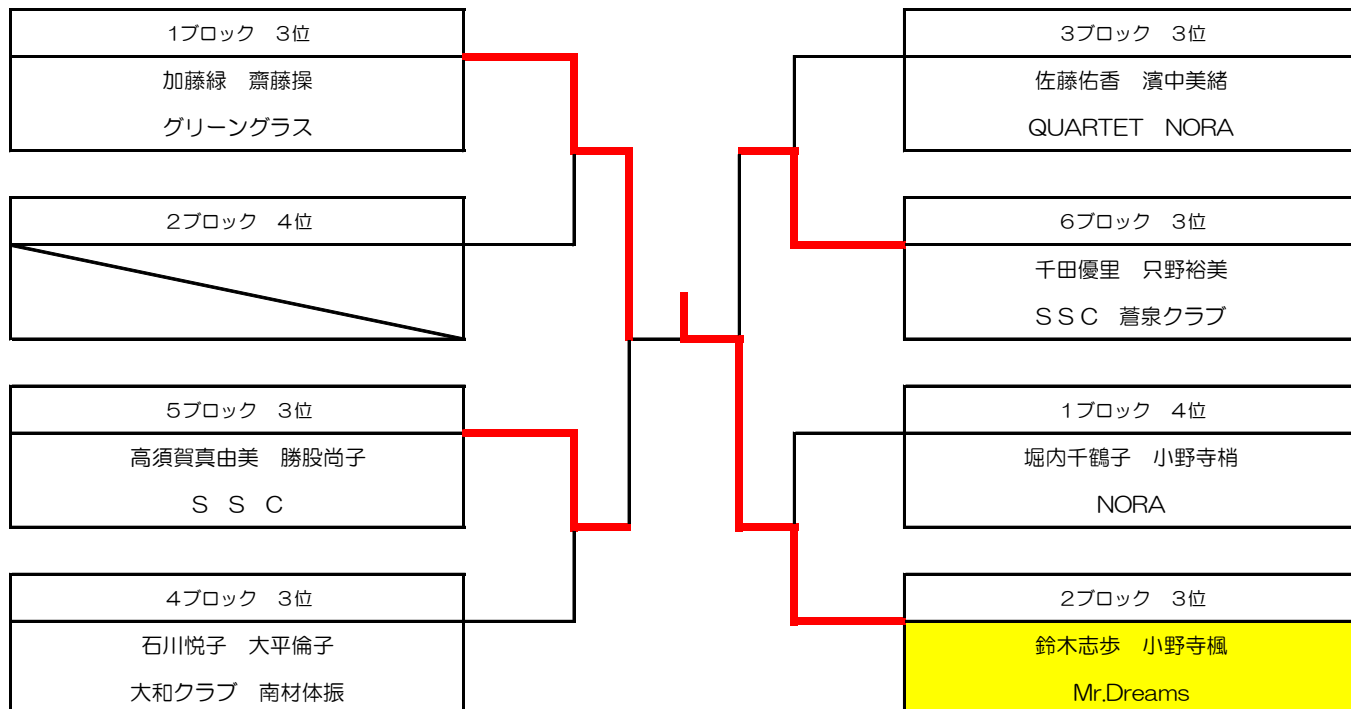 1ブロック　3位
加藤緑　齋藤操
グリーングラス
2ブロック　4位
5ブロック　3位
高須賀真由美　勝股尚子
S　S　C
4ブロック　3位
石川悦子　大平倫子
大和クラブ　南材体振
3ブロック　3位
佐藤佑香　濱中美緒
QUARTET　NORA
6ブロック　3位
千田優里　只野裕美
S S C　蒼泉クラブ
1ブロック　4位
堀内千鶴子　小野寺梢
NORA
2ブロック　3位
鈴木志歩　小野寺楓
Mr.Dreams